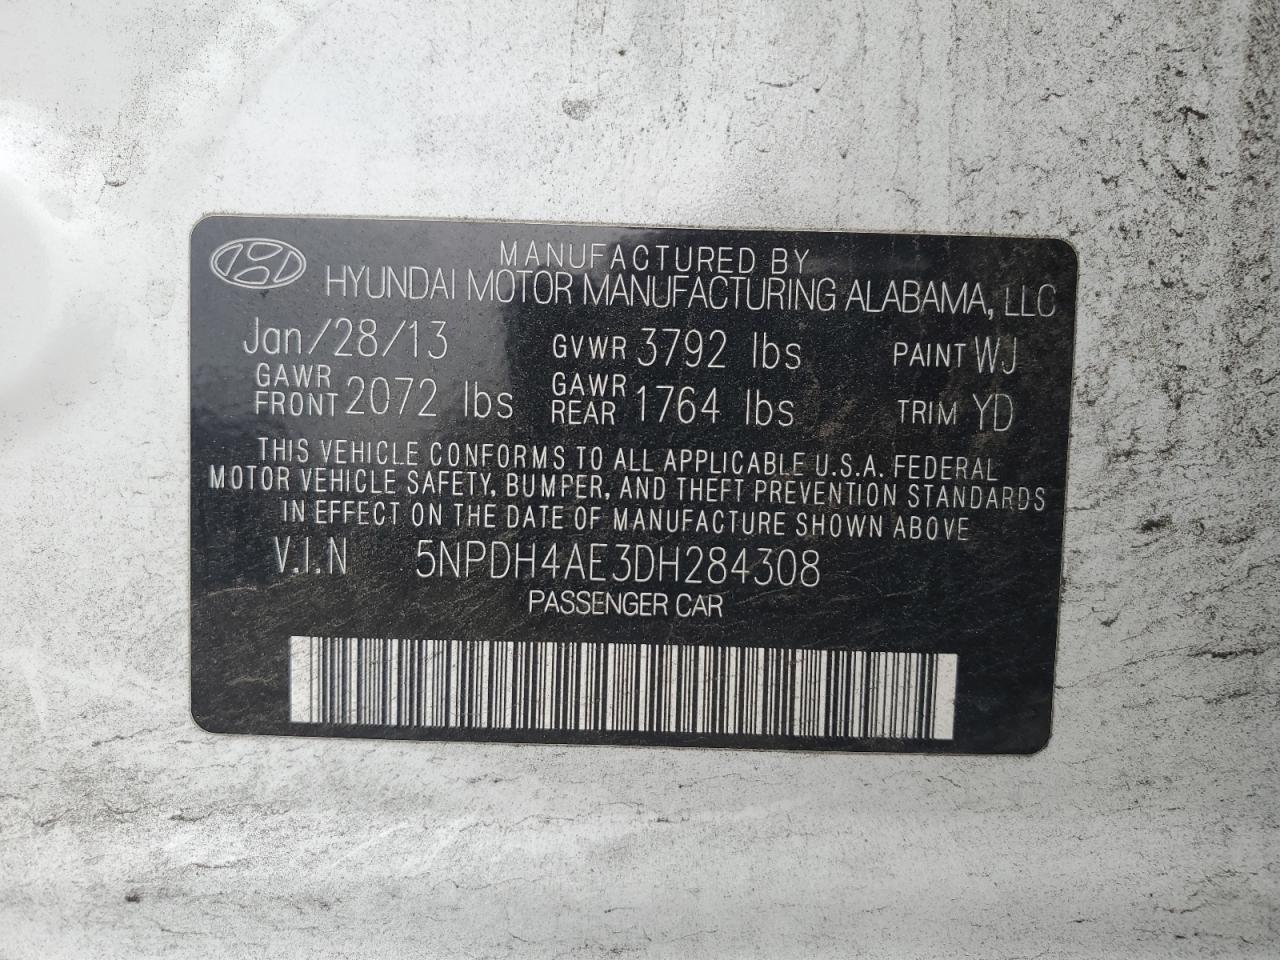 MANUFACTURED BY
HYUNDAI MOTOR MANUFACTURING ALABAMA, LLC
Jan/28/13 GVWR 3792 lbs PAINT WJ
GAWR FRONT 2072 lbs GAWR REAR 1764 lbs TRIM YD
THIS VEHICLE CONFORMS TO ALL APPLICABLE U.S.A. FEDERAL
MOTOR VEHICLE SAFETY, BUMPER, AND THEFT PREVENTION STANDARDS
IN EFFECT ON THE DATE OF MANUFACTURE SHOWN ABOVE
V.I.N 5NPDH4AE3DH284308
PASSENGER CAR